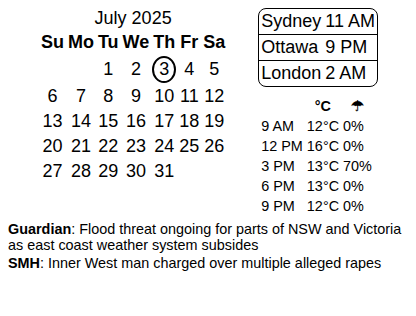 July 2025
Su Mo Tu We Th Fr Sa
1 2 3 4 5
6 7 8 9 10 11 12
13 14 15 16 17 18 19
20 21 22 23 24 25 26
27 28 29 30 31
Sydney 11 AM
Ottawa 9 PM
London 2 AM
°C ☂
9 AM 12°C 0%
12 PM 16°C 0%
3 PM 13°C 70%
6 PM 13°C 0%
9 PM 12°C 0%
Guardian: Flood threat ongoing for parts of NSW and Victoria
as east coast weather system subsides
SMH: Inner West man charged over multiple alleged rapes